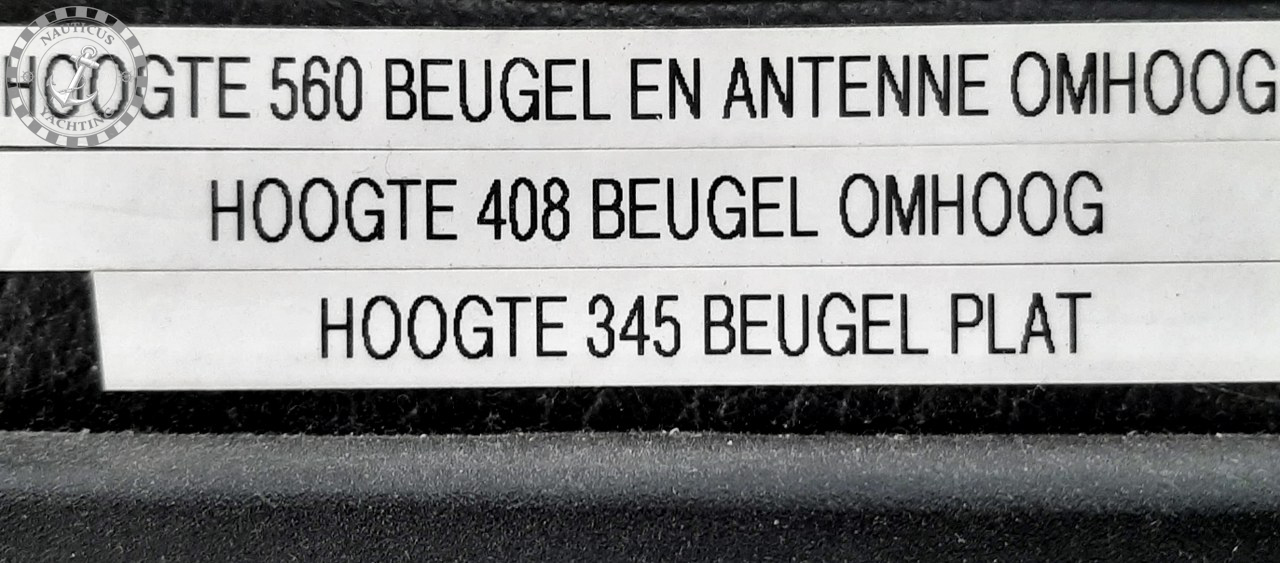 NAUTICUS
YACHTING
HOOGTE 560 BEUGEL EN ANTENNE OMHOOG
HOOGTE 408 BEUGEL OMHOOG
HOOGTE 345 BEUGEL PLAT